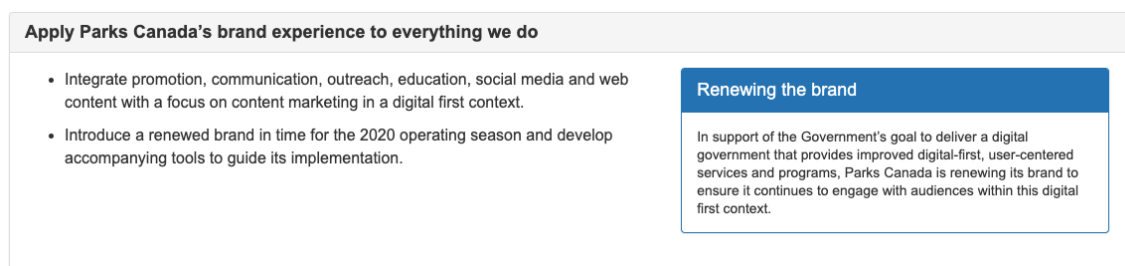 Apply Parks Canada’s brand experience to everything we do
• Integrate promotion, communication, outreach, education, social media and web
content with a focus on content marketing in a digital first context.
• Introduce a renewed brand in time for the 2020 operating season and develop
accompanying tools to guide its implementation.
Renewing the brand
In support of the Government’s goal to deliver a digital
government that provides improved digital-first, user-centered
services and programs, Parks Canada is renewing its brand to
ensure it continues to engage with audiences within this digital
first context.